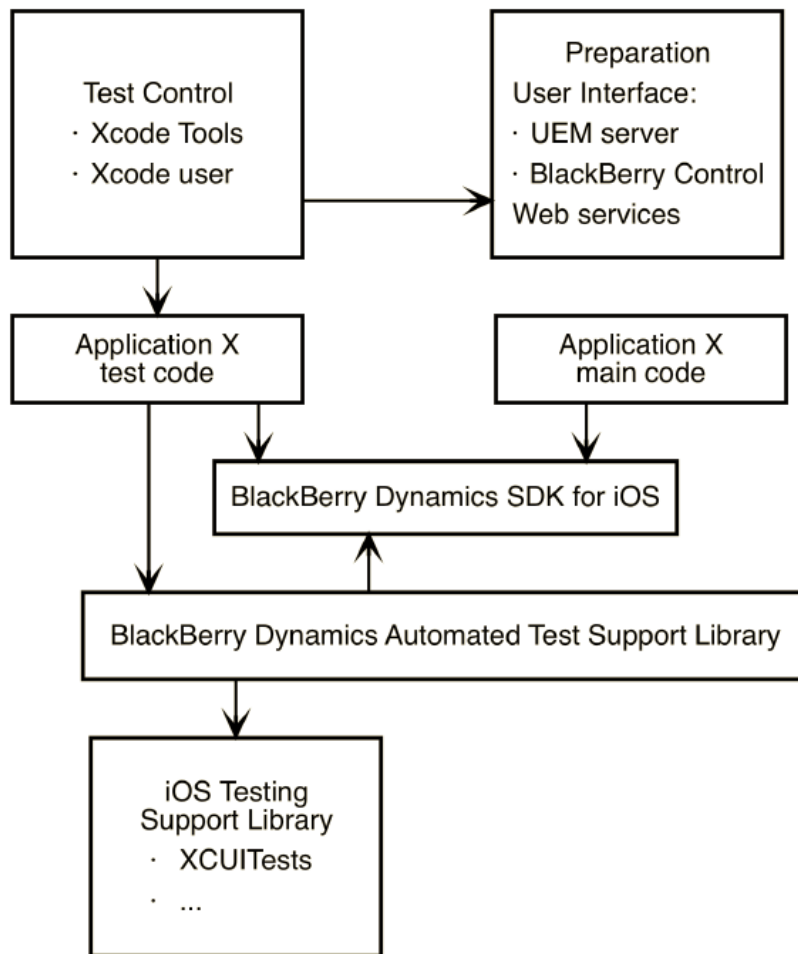 Test Control
· Xcode Tools
· Xcode user
Preparation
User Interface:
· UEM server
· BlackBerry Control
Web services
Application X
test code
Application X
main code
BlackBerry Dynamics SDK for iOS
BlackBerry Dynamics Automated Test Support Library
iOS Testing
Support Library
· XCUITests
· ...